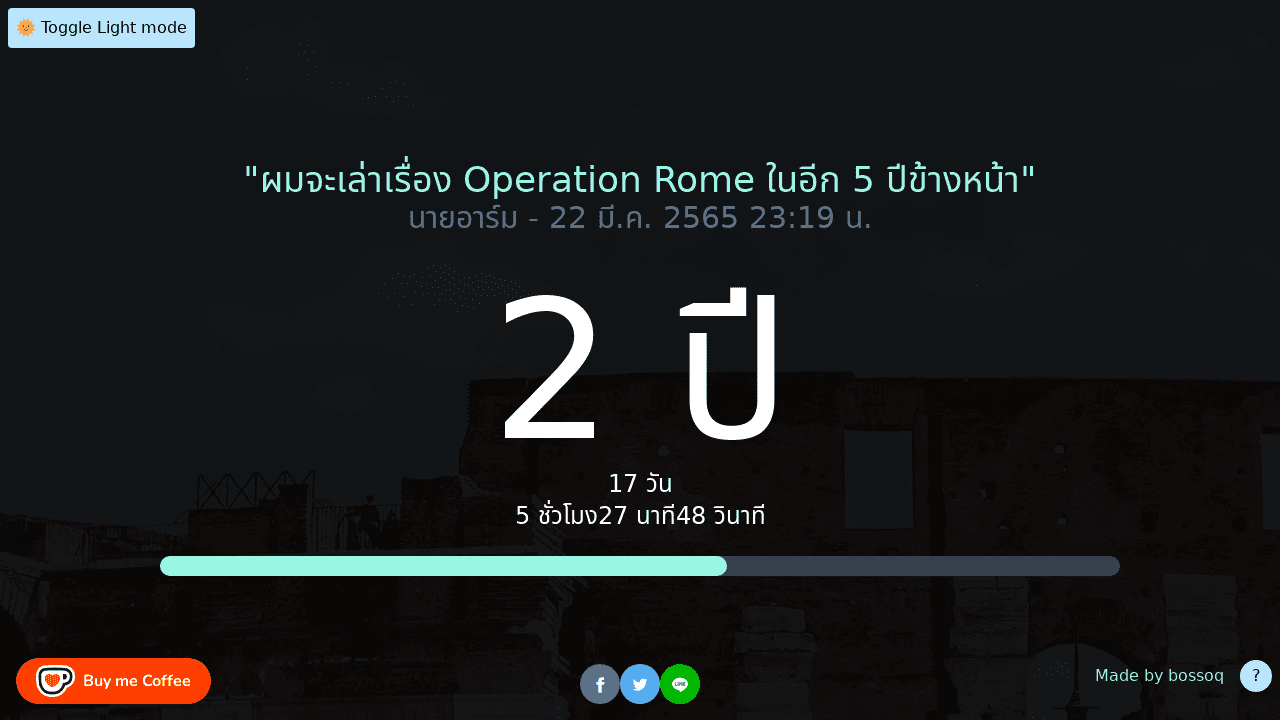 🌞 Toggle Light mode
"ผมจะเล่าเรื่อง Operation Rome ในอีก 5 ปีข้างหน้า"
นายอาร์ม - 22 มี.ค. 2565 23:19 น.
2 ปี
17 วัน
5 ชั่วโมง27 นาที48 วินาที
Buy me Coffee
LINE
Made by bossoq
?